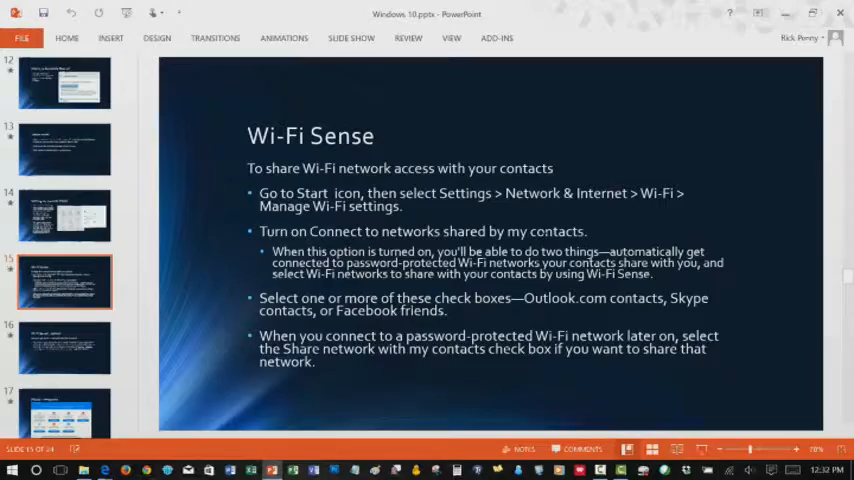 Windows 10.pptx - PowerPoint
FILE HOME INSERT DESIGN TRANSITIONS ANIMATIONS SLIDE SHOW REVIEW VIEW ADD-INS
Rick Penny
12
13
14
15
16
17
Wi-Fi Sense
To share Wi-Fi network access with your contacts
• Go to Start icon, then select Settings > Network & Internet > Wi-Fi >
Manage Wi-Fi settings.
• Turn on Connect to networks shared by my contacts.
• When this option is turned on, you'll be able to do two things—automatically get
connected to password-protected Wi-Fi networks your contacts share with you, and
select Wi-Fi networks to share with your contacts by using Wi-Fi Sense.
• Select one or more of these check boxes—Outlook.com contacts, Skype
contacts, or Facebook friends.
• When you connect to a password-protected Wi-Fi network later on, select
the Share network with my contacts check box if you want to share that
network.
SLIDE 15 OF 24
NOTES
COMMENTS
78%
12:32 PM